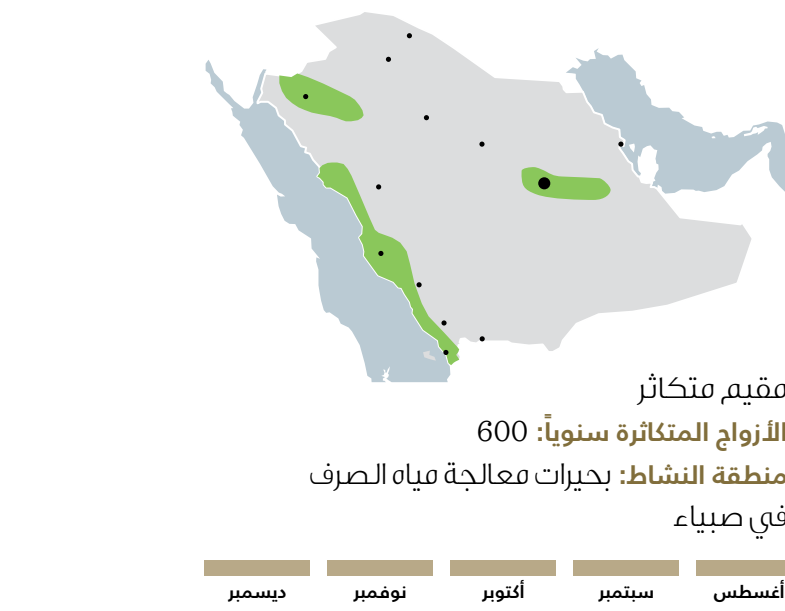 مقيم متكاثر
الأزواج المتكاثرة سنوياً: 600
منطقة النشاط: بحيرات معالجة مياه الصرف
في صبياء
أغسطس سبتمبر أكتوبر نوفمبر ديسمبر